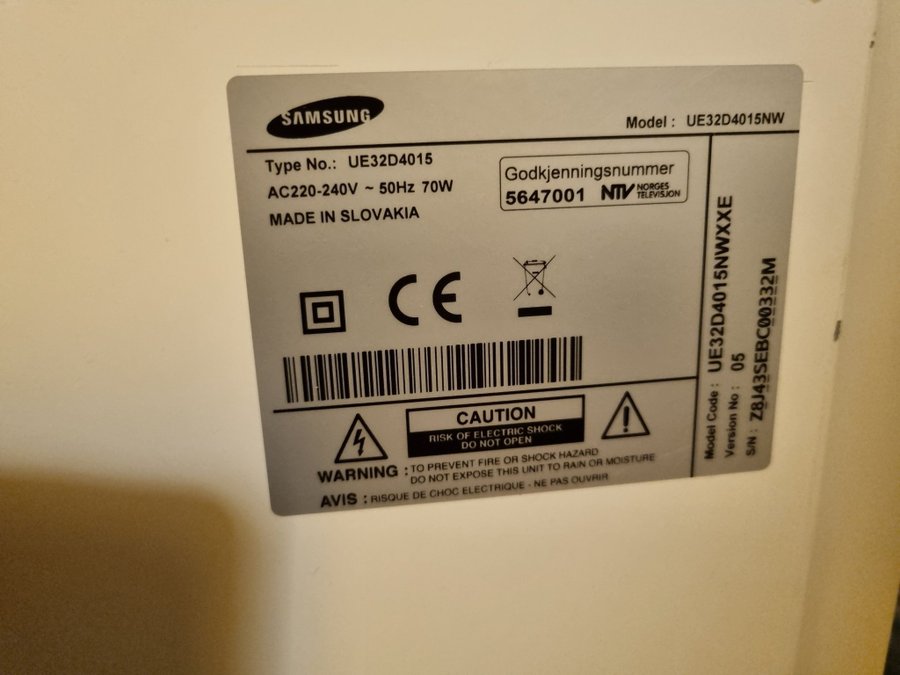 SAMSUNG
Model : UE32D4015NW
Type No.: UE32D4015
AC220-240V ~ 50Hz 70W
MADE IN SLOVAKIA
Godkjenningsnummer
5647001 NTV NORGES TELEVISJON
CE
CAUTION
RISK OF ELECTRIC SHOCK
DO NOT OPEN
WARNING : TO PREVENT FIRE OR SHOCK HAZARD
DO NOT EXPOSE THIS UNIT TO RAIN OR MOISTURE
AVIS : RISQUE DE CHOC ELECTRIQUE - NE PAS OUVRIR
Model Code : UE32D4015NWXXE
Version No : 05
S/N : Z8J43SEBC00332M